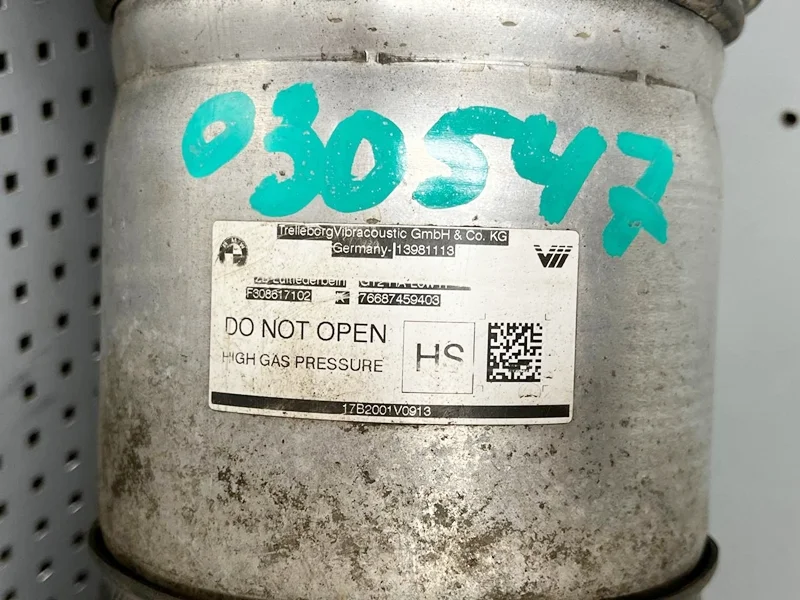 030547
TrelleborgVibracoustic GmbH & Co. KG
Germany- 13981113
F308617102 K 76687459403
DO NOT OPEN
HIGH GAS PRESSURE
HS
17B2001V0913